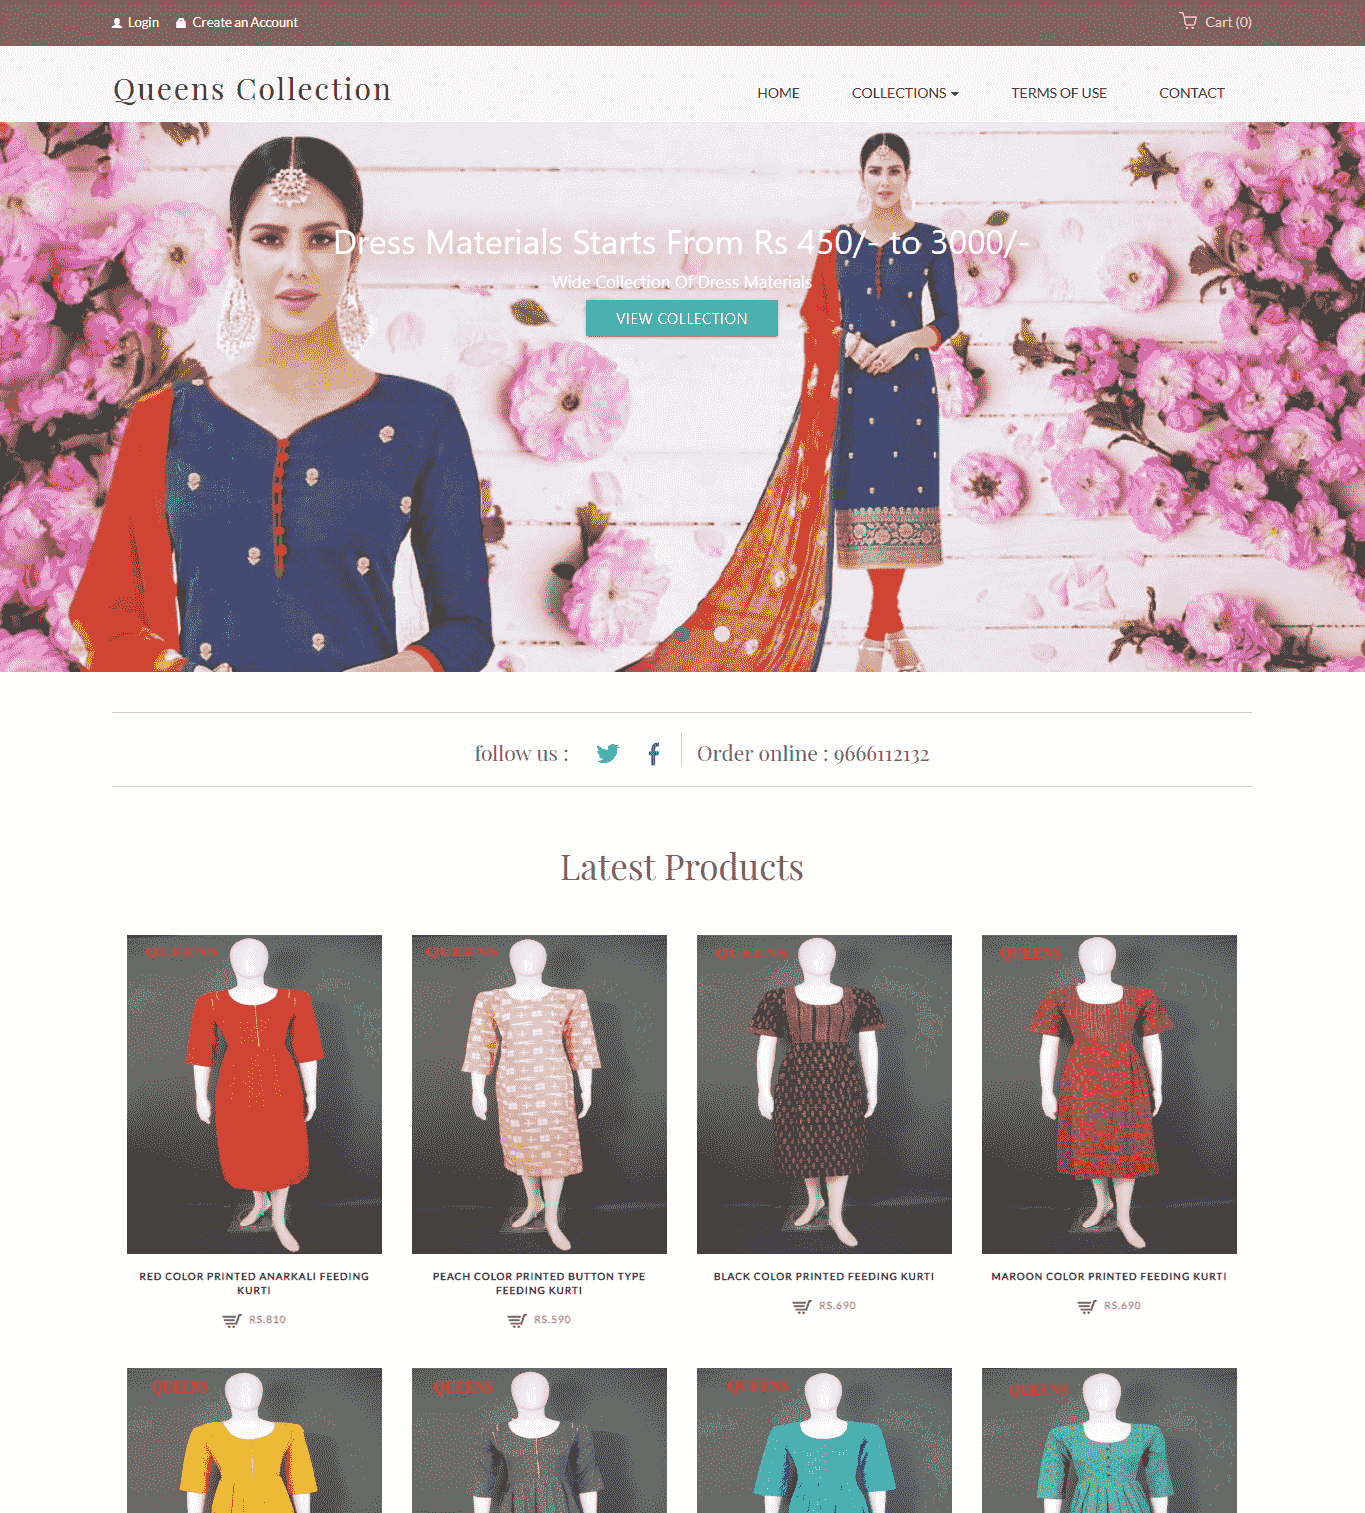 Login
Create an Account
Cart (0)
Queens Collection
HOME
COLLECTIONS
TERMS OF USE
CONTACT
Dress Materials Starts From Rs 450/- to 3000/-
Wide Collection Of Dress Materials
VIEW COLLECTION
follow us :
Order online : 9666112132
Latest Products
QUEENS
QUEENS
QUEENS
QUEENS
RED COLOR PRINTED ANARKALI FEEDING
KURTI
RS.810
PEACH COLOR PRINTED BUTTON TYPE
FEEDING KURTI
RS.590
BLACK COLOR PRINTED FEEDING KURTI
RS.690
MAROON COLOR PRINTED FEEDING KURTI
RS.690
QUEENS
QUEENS
QUEENS
QUEENS